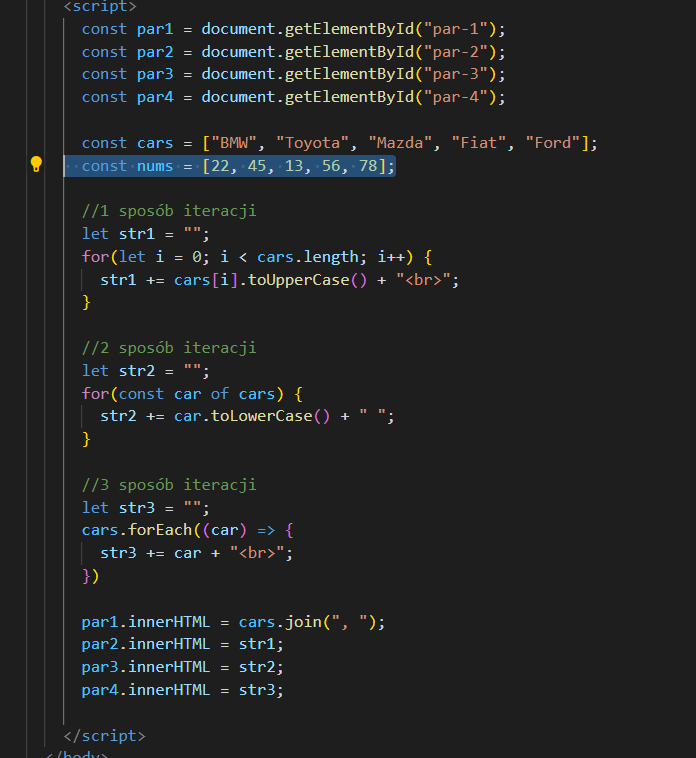 <script>
const par1 = document.getElementById("par-1");
const par2 = document.getElementById("par-2");
const par3 = document.getElementById("par-3");
const par4 = document.getElementById("par-4");
const cars = ["BMW", "Toyota", "Mazda", "Fiat", "Ford"];
const nums = [22, 45, 13, 56, 78];
//1 sposób iteracji
let str1 = "";
for(let i = 0; i < cars.length; i++) {
str1 += cars[i].toUpperCase() + "<br>";
}
//2 sposób iteracji
let str2 = "";
for(const car of cars) {
str2 += car.toLowerCase() + " ";
}
//3 sposób iteracji
let str3 = "";
cars.forEach((car) => {
str3 += car + "<br>";
})
par1.innerHTML = cars.join(", ");
par2.innerHTML = str1;
par3.innerHTML = str2;
par4.innerHTML = str3;
</script>
</body>